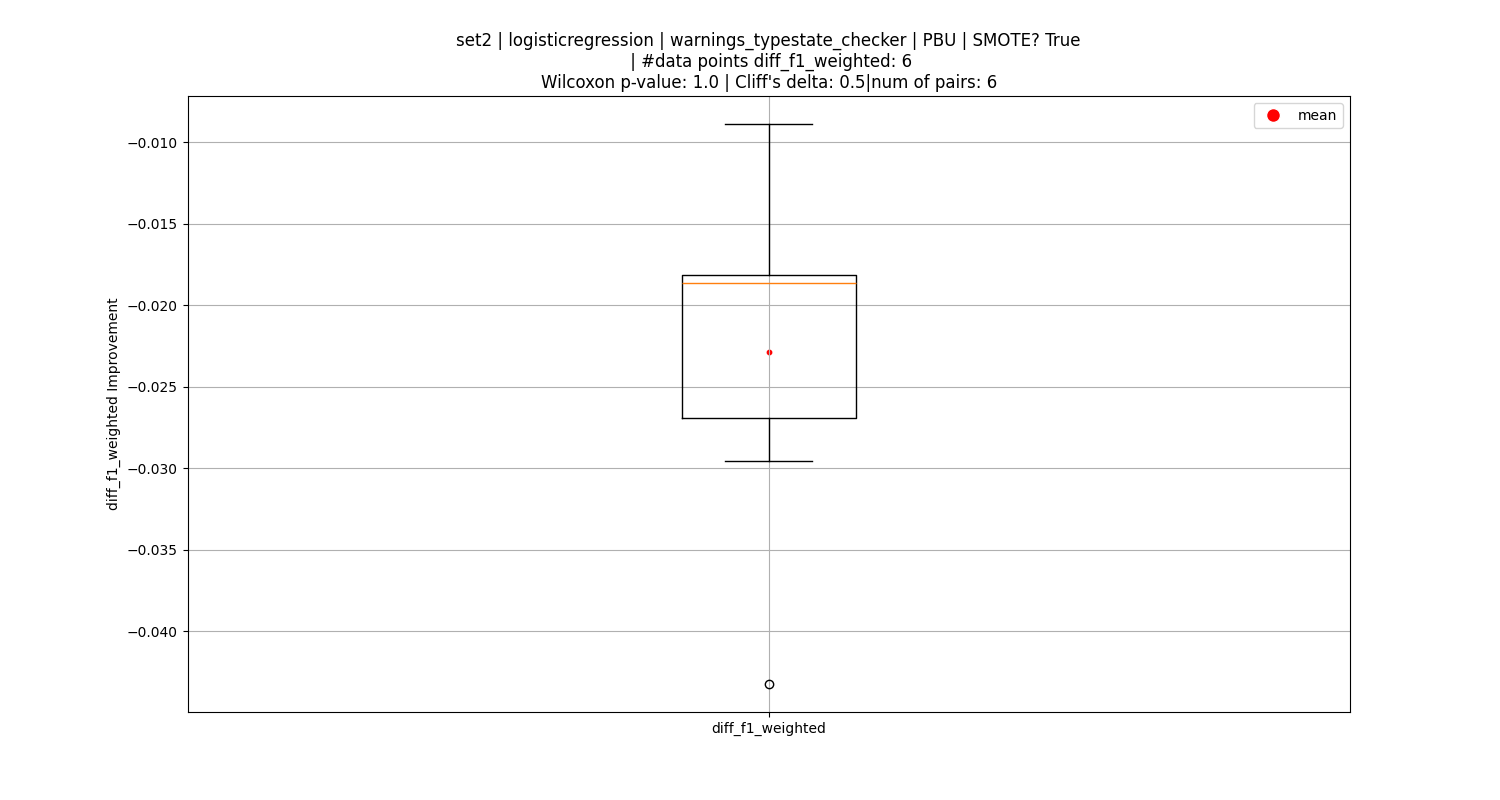 set2 | logisticregression | warnings_typestate_checker | PBU | SMOTE? True
| #data points diff_f1_weighted: 6
Wilcoxon p-value: 1.0 | Cliff's delta: 0.5|num of pairs: 6
mean
−0.010
−0.015
−0.020
−0.025
−0.030
−0.035
−0.040
diff_f1_weighted Improvement
diff_f1_weighted